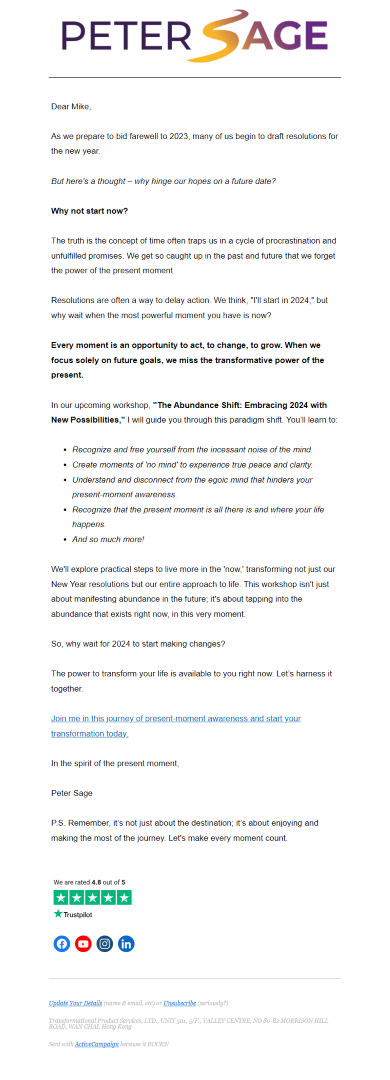 PETER SAGE
Dear Mike,
As we prepare to bid farewell to 2023, many of us begin to draft resolutions for
the new year.
But here's a thought – why hinge our hopes on a future date?
Why not start now?
The truth is the concept of time often traps us in a cycle of procrastination and
unfulfilled promises. We get so caught up in the past and future that we forget
the power of the present moment.
Resolutions are often a way to delay action. We think, "I'll start in 2024," but
why wait when the most powerful moment you have is now?
Every moment is an opportunity to act, to change, to grow. When we
focus solely on future goals, we miss the transformative power of the
present.
In our upcoming workshop, "The Abundance Shift: Embracing 2024 with
New Possibilities," I will guide you through this paradigm shift. You'll learn to:
• Recognize and free yourself from the incessant noise of the mind.
• Create moments of 'no mind' to experience true peace and clarity.
• Understand and disconnect from the egoic mind that hinders your
present-moment awareness.
• Recognize that the present moment is all there is and where your life
happens.
• And so much more!
We'll explore practical steps to live more in the 'now,' transforming not just our
New Year resolutions but our entire approach to life. This workshop isn't just
about manifesting abundance in the future; it's about tapping into the
abundance that exists right now, in this very moment.
So, why wait for 2024 to start making changes?
The power to transform your life is available to you right now. Let's harness it
together.
Join me in this journey of present-moment awareness and start your
transformation today.
In the spirit of the present moment,
Peter Sage
P.S. Remember, it's not just about the destination; it's about enjoying and
making the most of the journey. Let's make every moment count.
We are rated 4.8 out of 5
Trustpilot
Update Your Details (name & email, etc) or Unsubscribe (seriously?)
Transformational Product Services, LTD., UNIT 501, 5/F., VALLEY CENTRE, NO 80-82 MORRISON HILL
ROAD, WAN CHAI, Hong Kong
Sent with ActiveCampaign because it ROCKS!